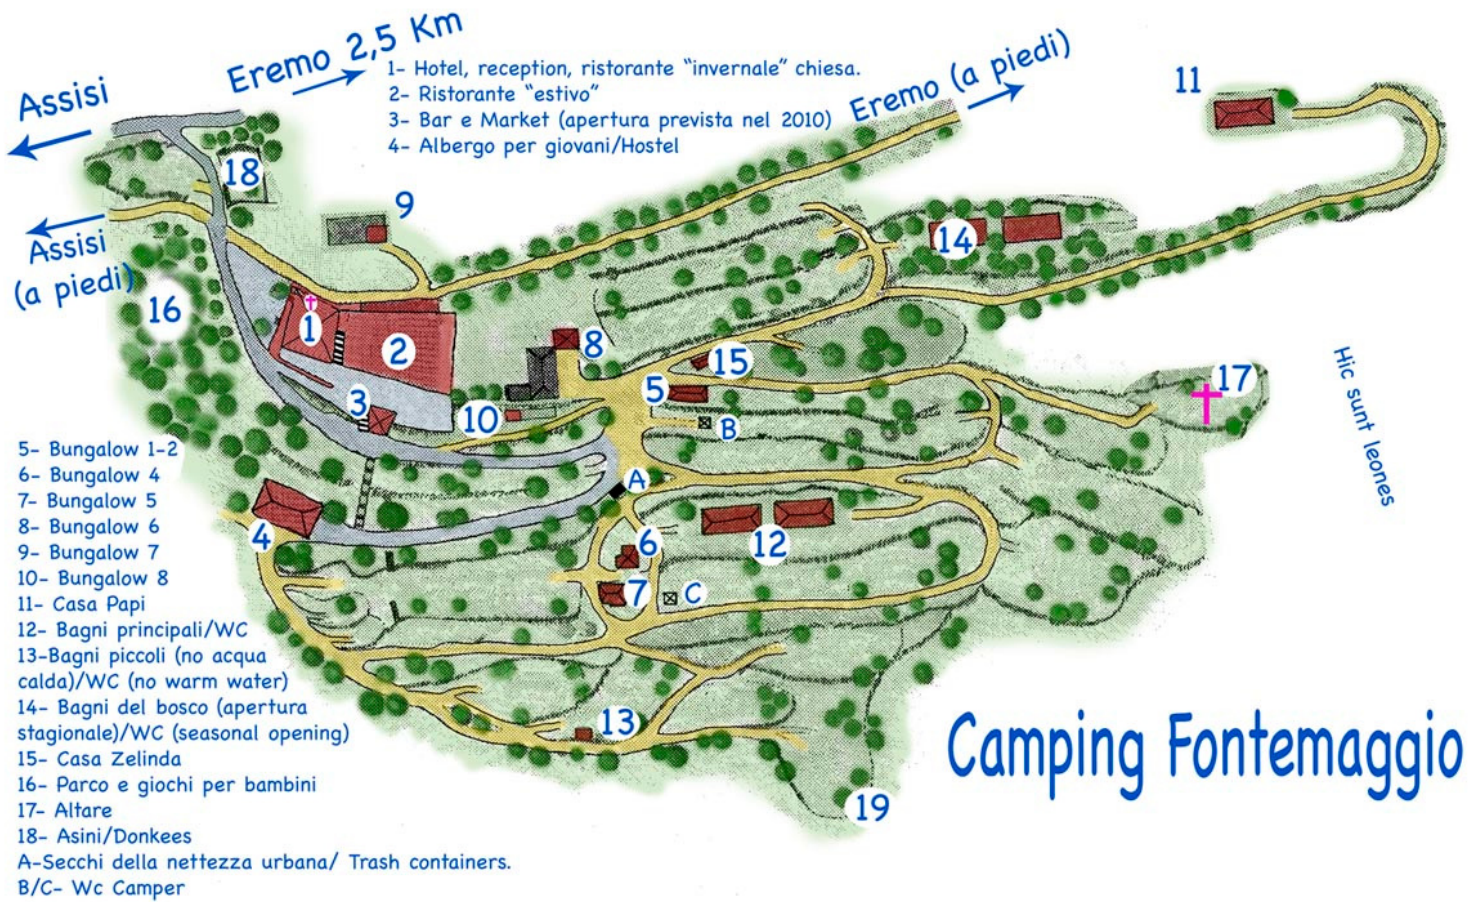 Eremo 2,5 Km
Assisi
1- Hotel, reception, ristorante "invernale" chiesa.
2- Ristorante "estivo"
3- Bar e Market (apertura prevista nel 2010)
4- Albergo per giovani/Hostel
Eremo (a piedi)
11
18
9
Assisi
(a piedi)
14
16
1
2
8
15
5
17
3
10
B
Hic sunt leones
A
4
6
12
7
C
13
19
5- Bungalow 1-2
6- Bungalow 4
7- Bungalow 5
8- Bungalow 6
9- Bungalow 7
10- Bungalow 8
11- Casa Papi
12- Bagni principali/WC
13-Bagni piccoli (no acqua
calda)/WC (no warm water)
14- Bagni del bosco (apertura
stagionale)/WC (seasonal opening)
15- Casa Zelinda
16- Parco e giochi per bambini
17- Altare
18- Asini/Donkees
A-Secchi della nettezza urbana/ Trash containers.
B/C- Wc Camper
Camping Fontemaggio